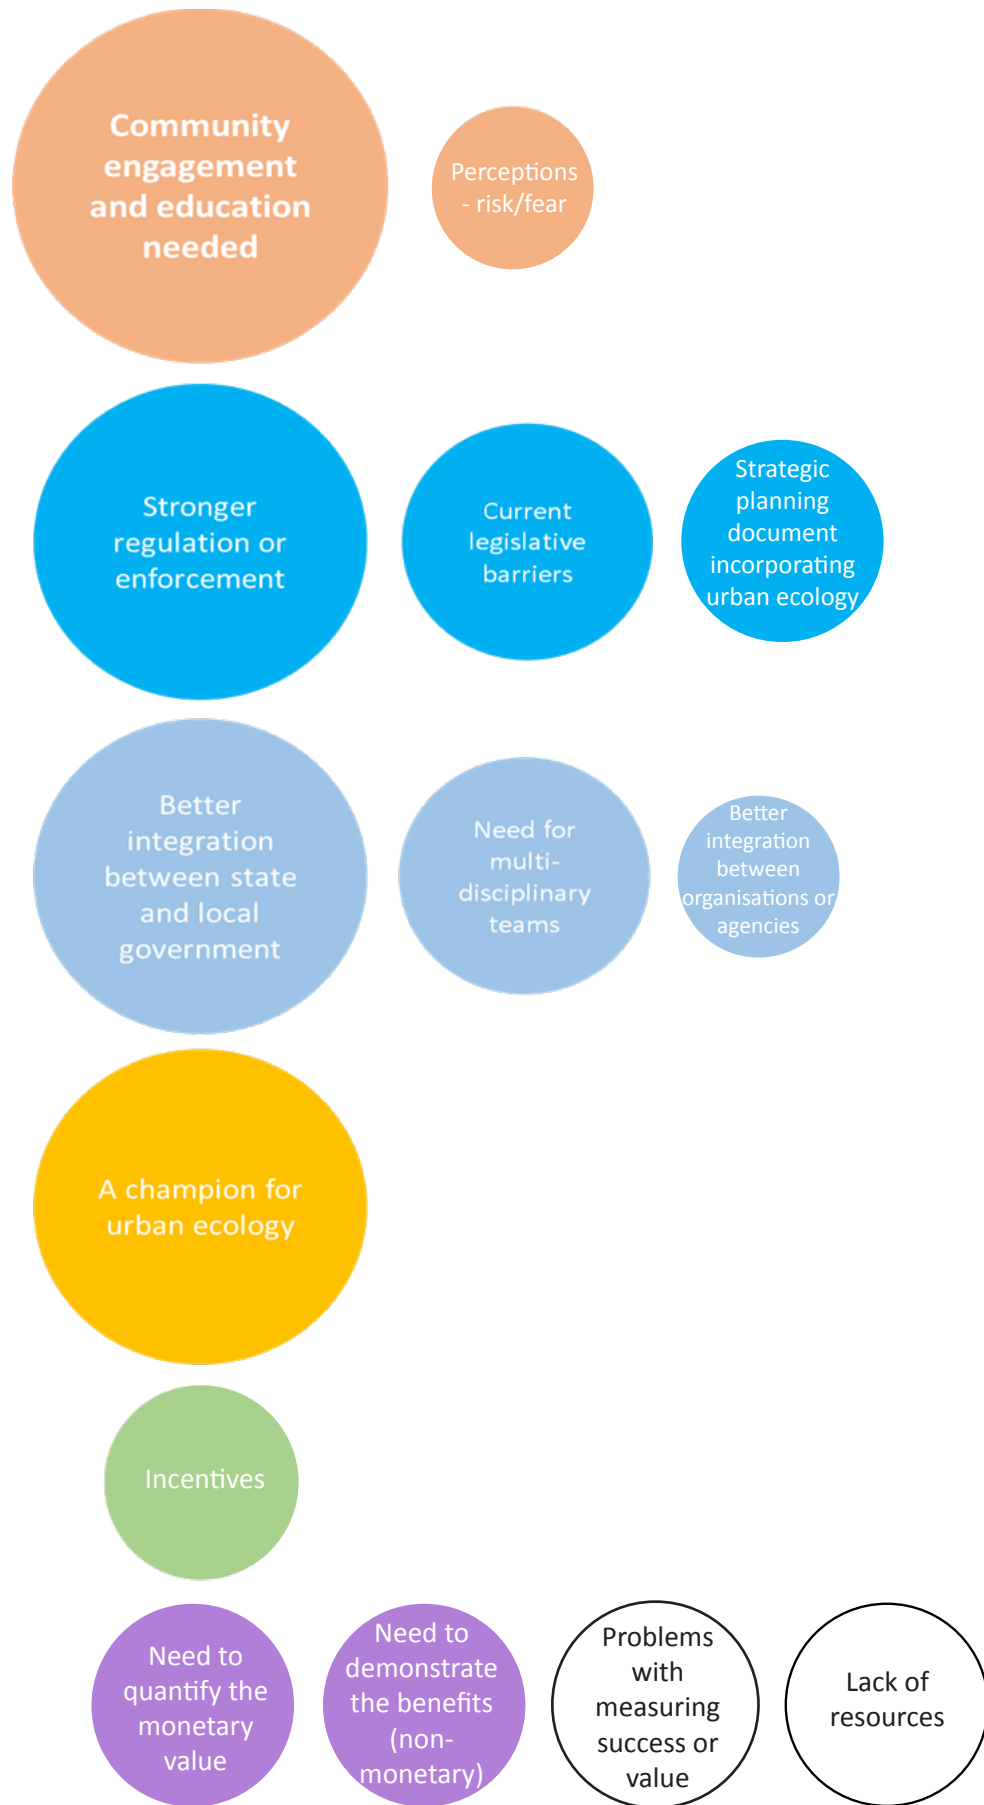 Community
engagement
and education
needed
Perceptions
- risk/fear
Stronger
regulation or
enforcement
Current
legislative
barriers
Strategic
planning
document
incorporating
urban ecology
Better
integration
between state
and local
government
Need for
multi-
disciplinary
teams
Better
integration
between
organisations or
agencies
A champion for
urban ecology
Incentives
Need to
quantify the
monetary
value
Need to
demonstrate
the benefits
(non-
monetary)
Problems
with
measuring
success or
value
Lack of
resources